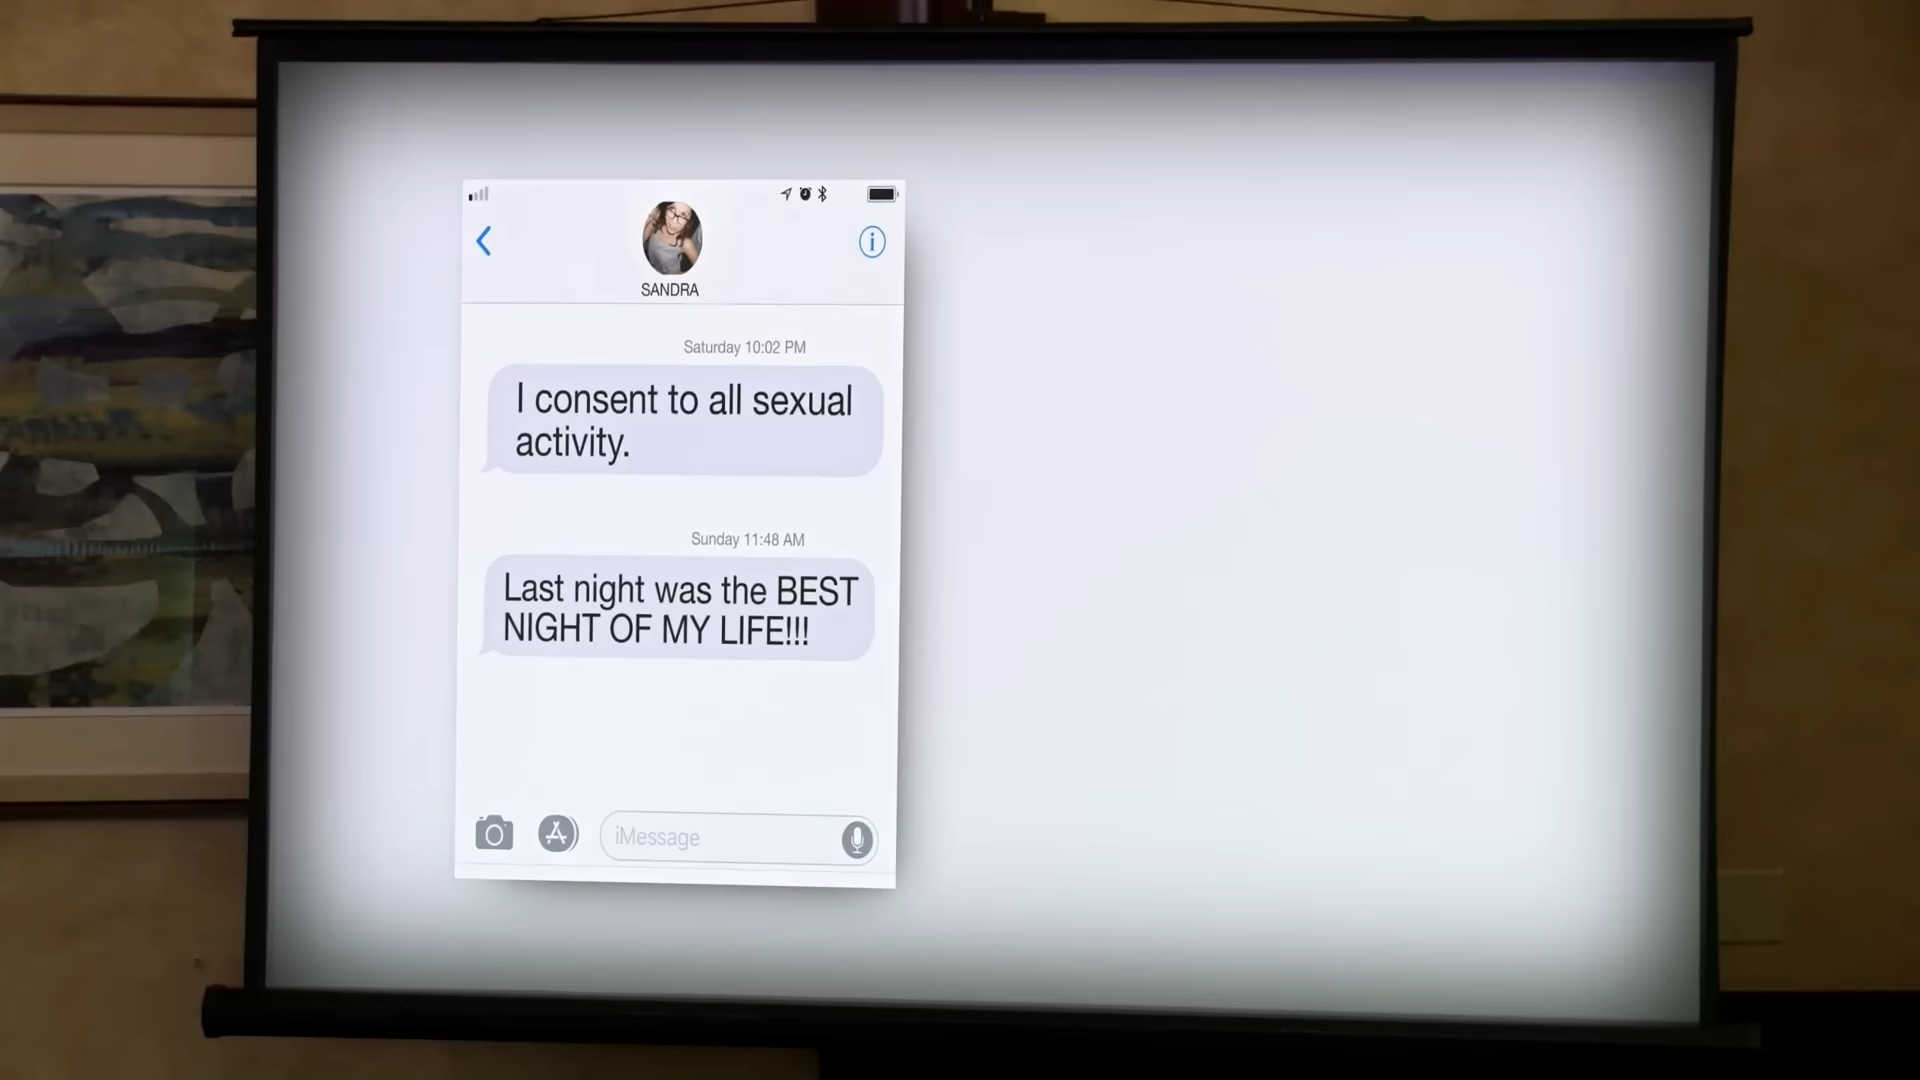 SANDRA
Saturday 10:02 PM
I consent to all sexual
activity.
Sunday 11:48 AM
Last night was the BEST
NIGHT OF MY LIFE!!!
iMessage